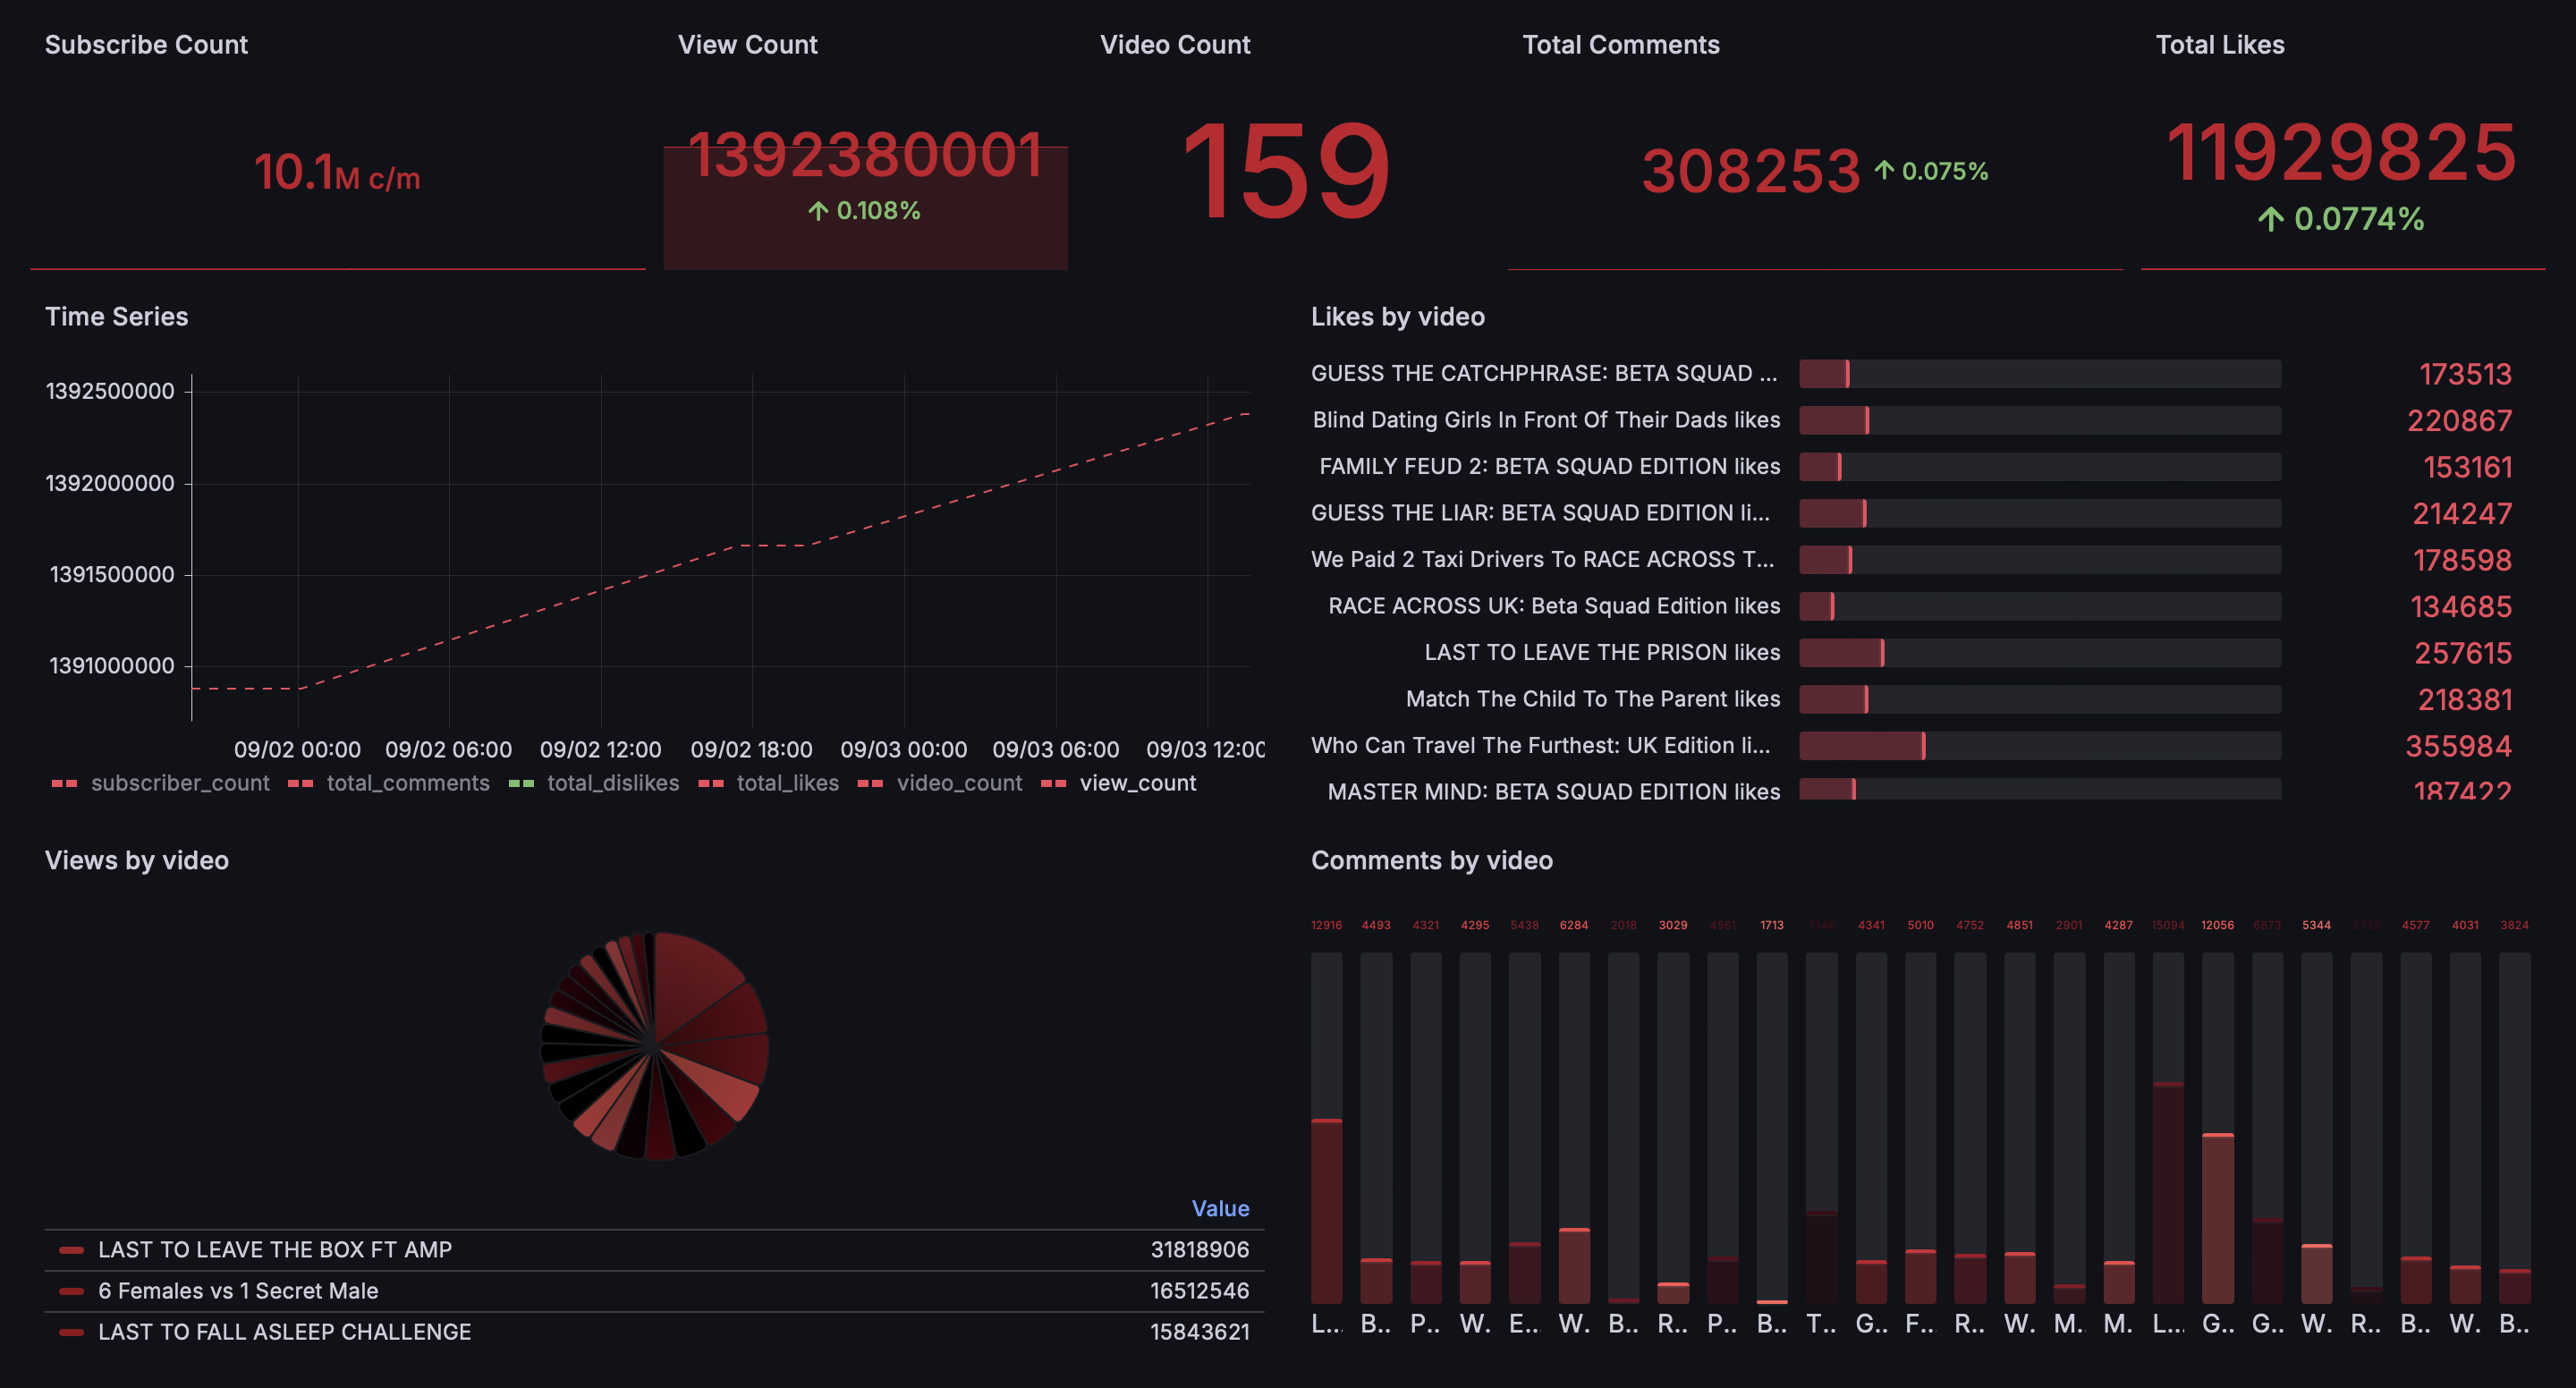 Subscribe Count
View Count
Video Count
Total Comments
Total Likes
10.1M c/m
1392380001
↑ 0.108%
159
308253 ↑ 0.075%
11929825
↑ 0.0774%
Time Series
1392500000
1392000000
1391500000
1391000000
09/02 00:00 09/02 06:00 09/02 12:00 09/02 18:00 09/03 00:00 09/03 06:00 09/03 12:00
subscriber_count total_comments total_dislikes total_likes video_count view_count
Likes by video
GUESS THE CATCHPHRASE: BETA SQUAD ... 173513
Blind Dating Girls In Front Of Their Dads likes 220867
FAMILY FEUD 2: BETA SQUAD EDITION likes 153161
GUESS THE LIAR: BETA SQUAD EDITION li... 214247
We Paid 2 Taxi Drivers To RACE ACROSS T... 178598
RACE ACROSS UK: Beta Squad Edition likes 134685
LAST TO LEAVE THE PRISON likes 257615
Match The Child To The Parent likes 218381
Who Can Travel The Furthest: UK Edition li... 355984
MASTER MIND: BETA SQUAD EDITION likes 187422
Views by video
Value
LAST TO LEAVE THE BOX FT AMP 31818906
6 Females vs 1 Secret Male 16512546
LAST TO FALL ASLEEP CHALLENGE 15843621
Comments by video
12916 4493 4321 4295 5438 6284 2018 3029 4561 1713 4341 5010 4752 4851 2901 4287 15094 12056 6873 5344 4577 4031 3824
L... B.. P.. W. E... W. B.. R.. P.. B.. T.. G.. F... R.. W. M. M. L... G.. G.. W. R.. B.. W. B..